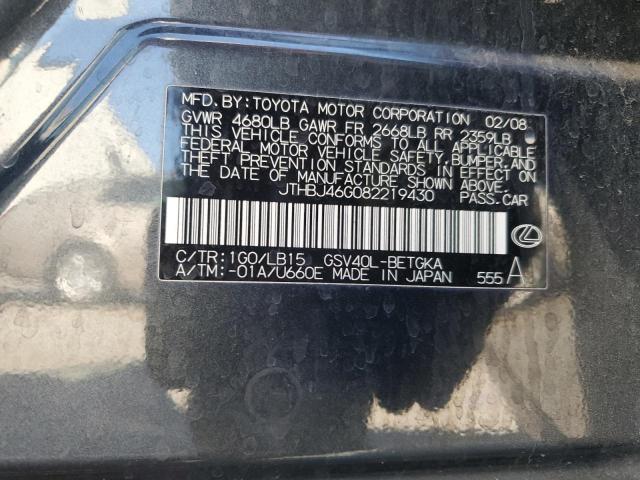 MFD. BY: TOYOTA MOTOR CORPORATION 02/08
GVWR 4680LB GAWR FR 2668LB RR 2359LB
THIS VEHICLE CONFORMS TO ALL APPLICABLE
FEDERAL MOTOR VEHICLE SAFETY, BUMPER, AND
THEFT PREVENTION STANDARDS IN EFFECT ON
THE DATE OF MANUFACTURE SHOWN ABOVE.
JTHBJ46G082219430 PASS. CAR
C/TR: 1G0/LB15 GSV40L-BETGKA
A/TM: -01A/U660E MADE IN JAPAN 555 A